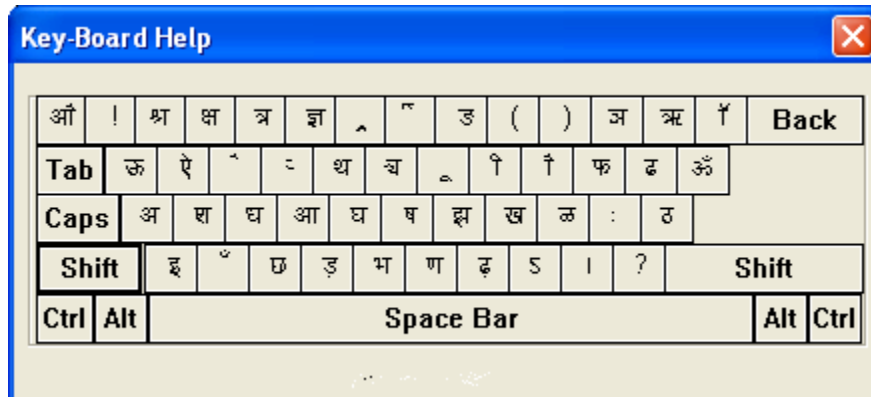 Key-Board Help
औ ! श्र क्ष त्र ज्ञ ङ ( ) ञ ऋ Back
Tab ऊ ऐ थ च ी ै फ ढ ॐ
Caps अ श ध आ घ ष झ ख ळ : ठ
Shift इ ँ छ ड़ भ ण ढ़ ऽ । ? Shift
Ctrl Alt Space Bar Alt Ctrl